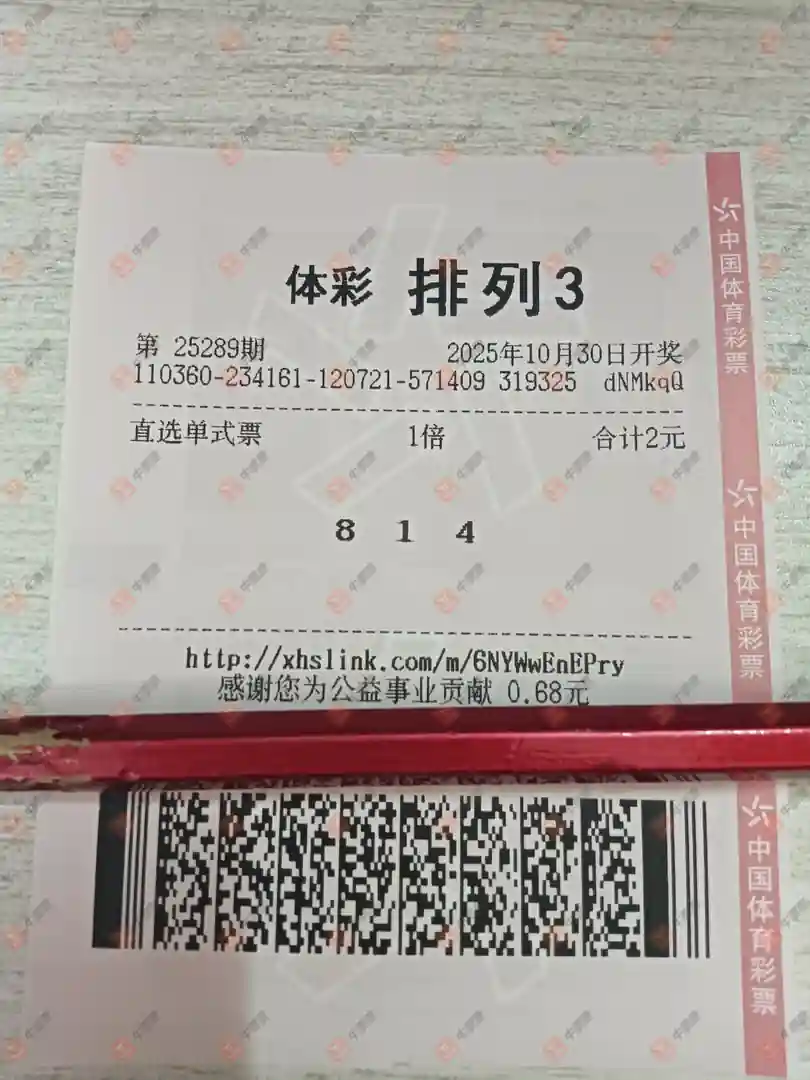 体彩 排列3
第 25289期 2025年10月30日开奖
110360-234161-120721-571409 319325 dNMkqQ
直选单式票 1倍 合计2元
8 1 4
http://xhslink.com/m/6NYWwEnEPry
感谢您为公益事业贡献 0.68元
中国体育彩票
中国体育彩票
中国体育彩票